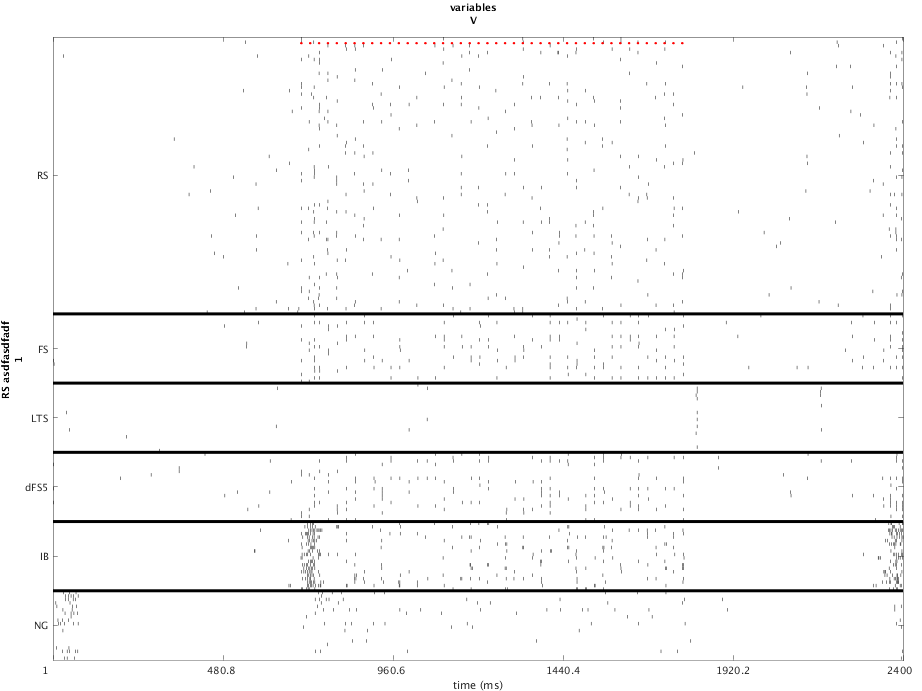 variables
V
RS asdfasdfadf
1
RS
FS
LTS
dFS5
IB
NG
1 480.8 960.6 1440.4 1920.2 2400
time (ms)